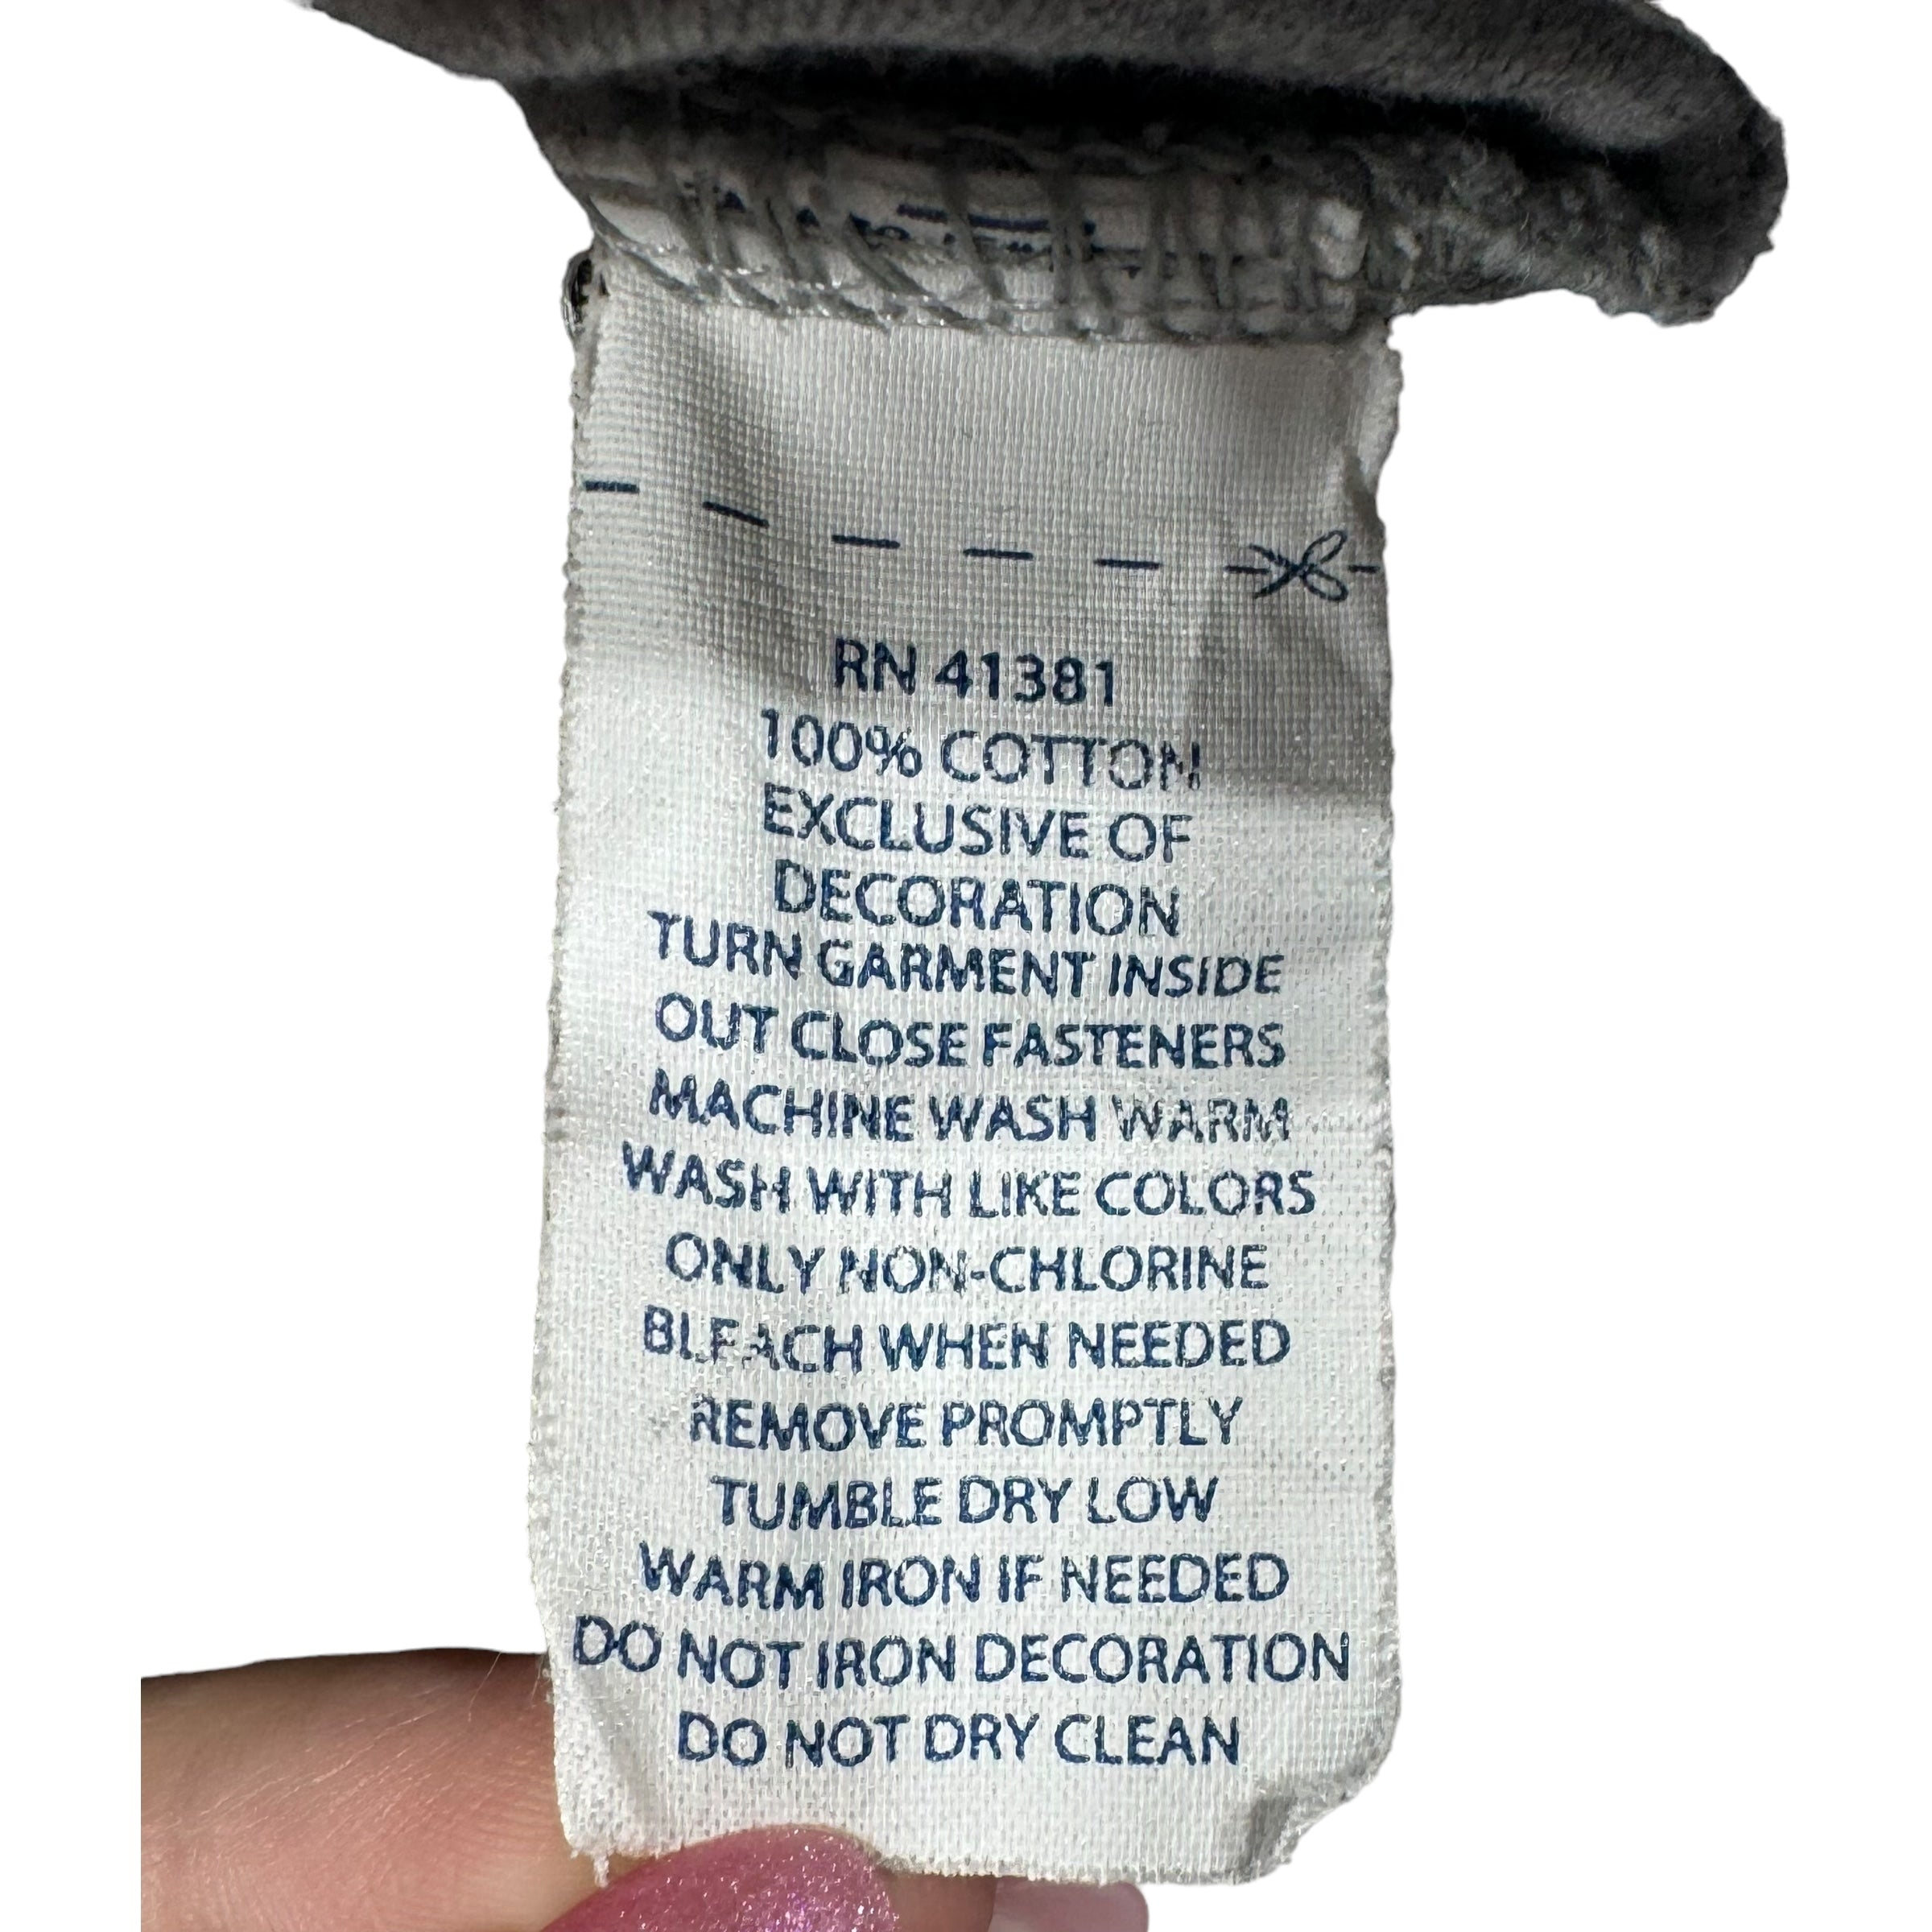 RN 41381
100% COTTON
EXCLUSIVE OF
DECORATION
TURN GARMENT INSIDE
OUT CLOSE FASTENERS
MACHINE WASH WARM
WASH WITH LIKE COLORS
ONLY NON-CHLORINE
BLEACH WHEN NEEDED
REMOVE PROMPTLY
TUMBLE DRY LOW
WARM IRON IF NEEDED
DO NOT IRON DECORATION
DO NOT DRY CLEAN